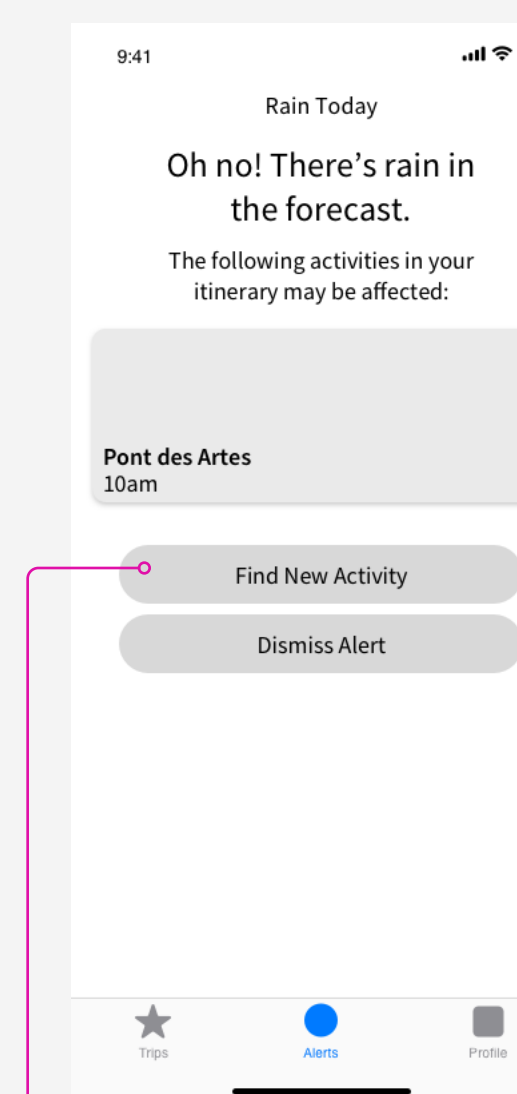 9:41
Rain Today
Oh no! There’s rain in
the forecast.
The following activities in your
itinerary may be affected:
Pont des Artes
10am
Find New Activity
Dismiss Alert
Trips
Alerts
Profile